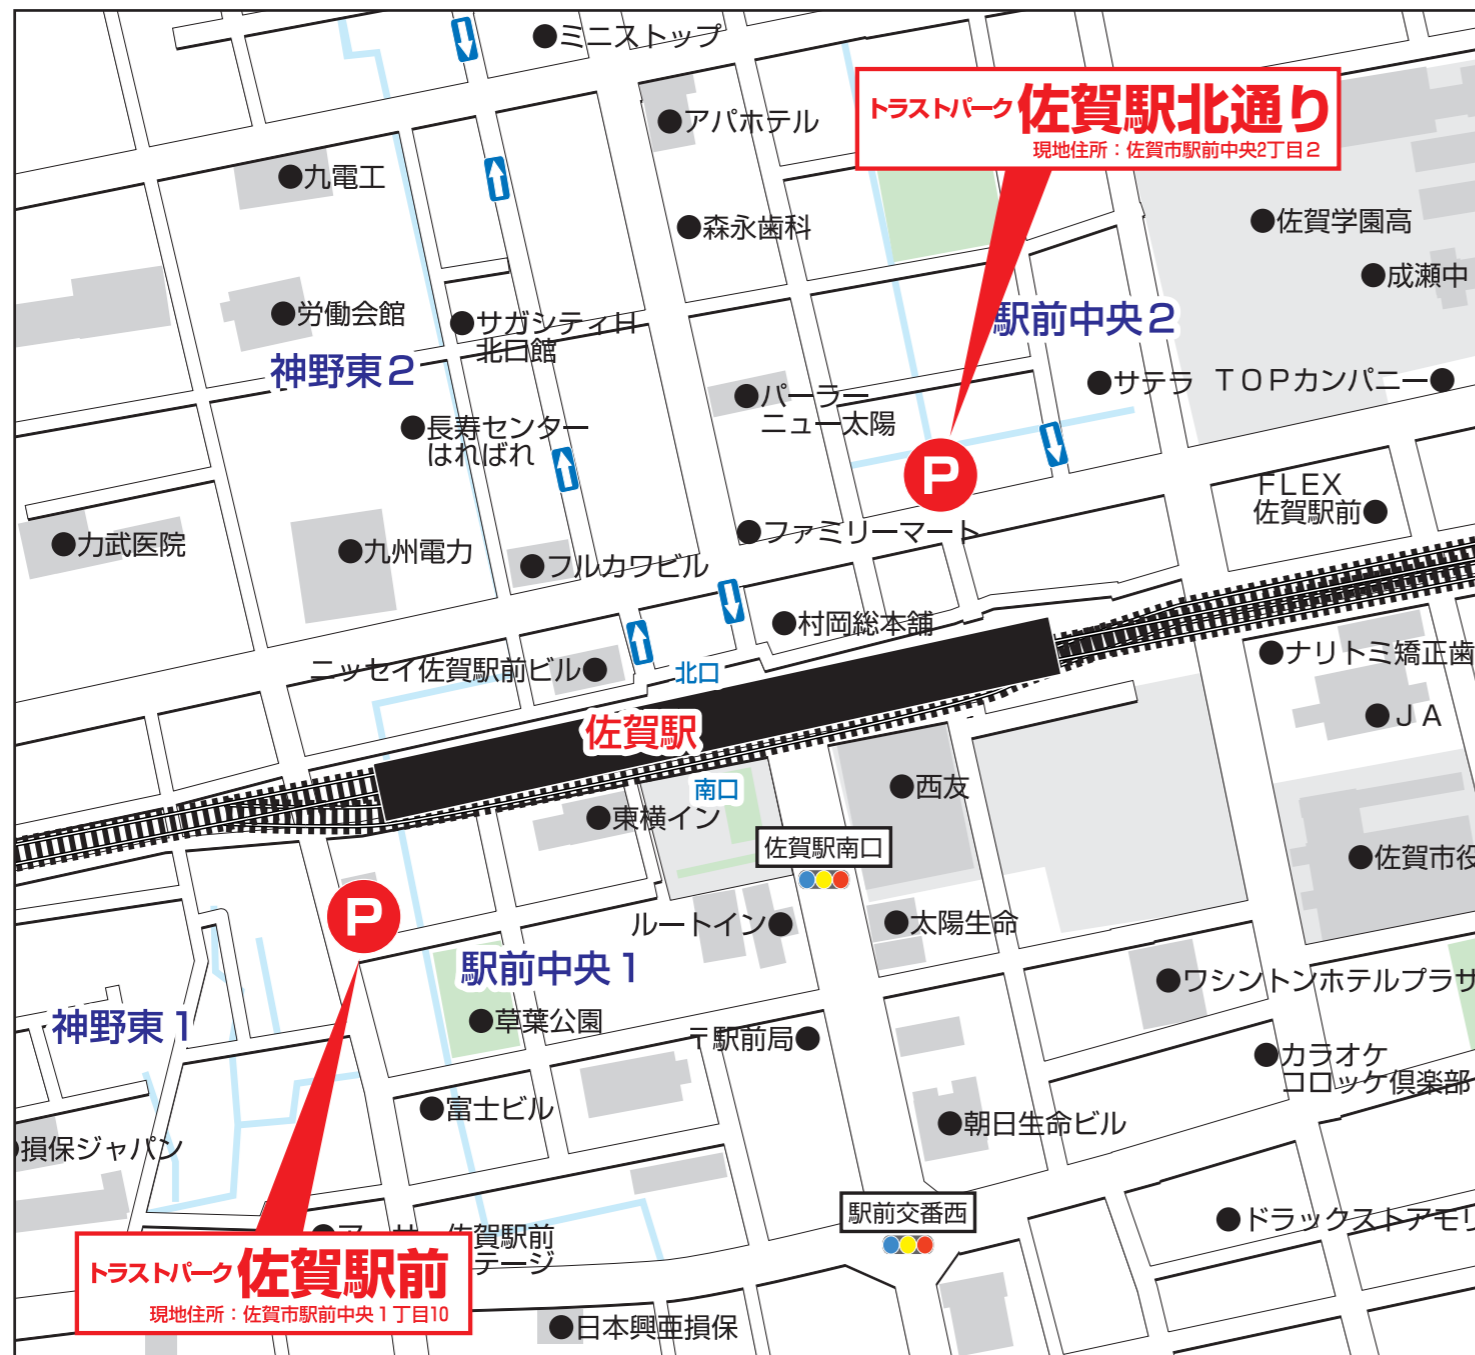 ミニストップ
トラストパーク 佐賀駅北通り
現地住所：佐賀市駅前中央2丁目2
アパホテル
九電工
森永歯科
佐賀学園高
成瀬中
労働会館
サガシティH
北口館
駅前中央2
神野東2
サテラ
TOPカンパニー
パーラー
ニュー太陽
長寿センター
はればれ
P
FLEX
佐賀駅前
力武医院
九州電力
フルカワビル
ファミリーマート
村岡総本舗
ニッセイ佐賀駅前ビル
北口
ナリトミ矯正歯
JA
佐賀駅
南口
西友
東横イン
佐賀駅南口
佐賀市役
P
ルートイン
太陽生命
駅前中央1
ワシントンホテルプラザ
神野東1
草葉公園
〒駅前局
カラオケ
コロッケ倶楽部
富士ビル
朝日生命ビル
損保ジャパン
駅前交番西
ドラックストアモリ
佐賀駅前
テージ
トラストパーク 佐賀駅前
現地住所：佐賀市駅前中央1丁目10
日本興亜損保